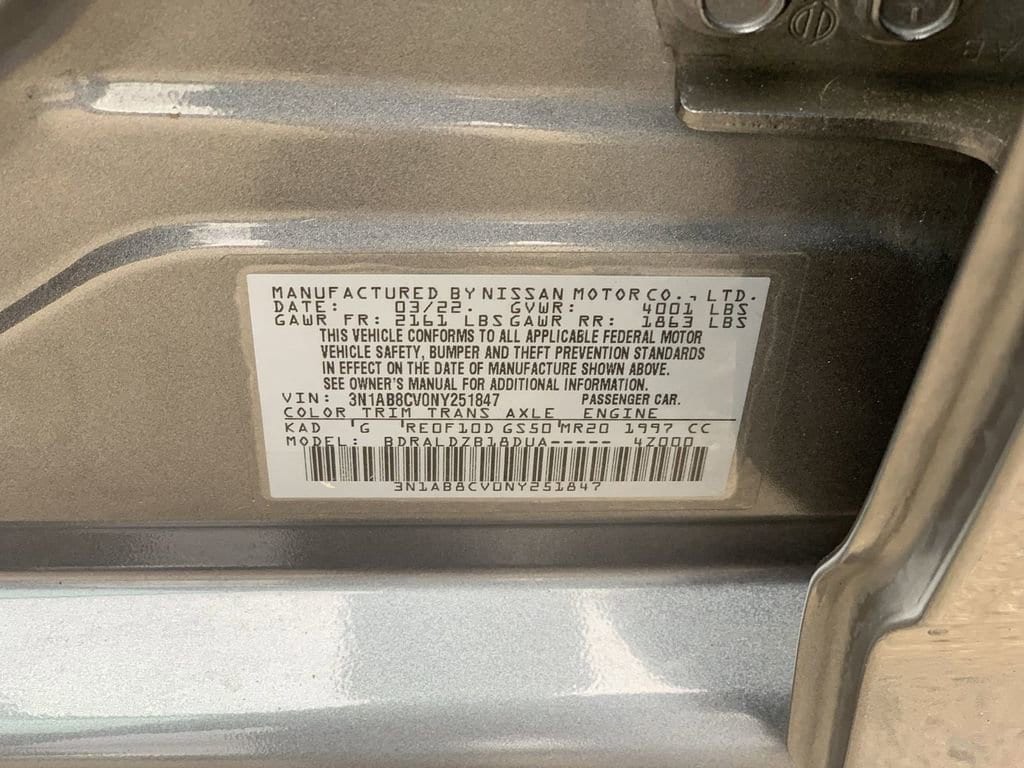 MANUFACTURED BY NISSAN MOTOR CO., LTD.
DATE: 03/22. GVWR: 4001 LBS
GAWR FR: 2161 LBS GAWR RR: 1863 LBS
THIS VEHICLE CONFORMS TO ALL APPLICABLE FEDERAL MOTOR
VEHICLE SAFETY, BUMPER AND THEFT PREVENTION STANDARDS
IN EFFECT ON THE DATE OF MANUFACTURE SHOWN ABOVE.
SEE OWNER'S MANUAL FOR ADDITIONAL INFORMATION.
VIN: 3N1AB8CV0NY251847 PASSENGER CAR.
COLOR TRIM TRANS AXLE ENGINE
KAD 'G 'RE0F10D GS50'MR20 1997 CC
MODEL: BDRALDZB18DUA----- 4Z000
3N1AB8CV0NY251847